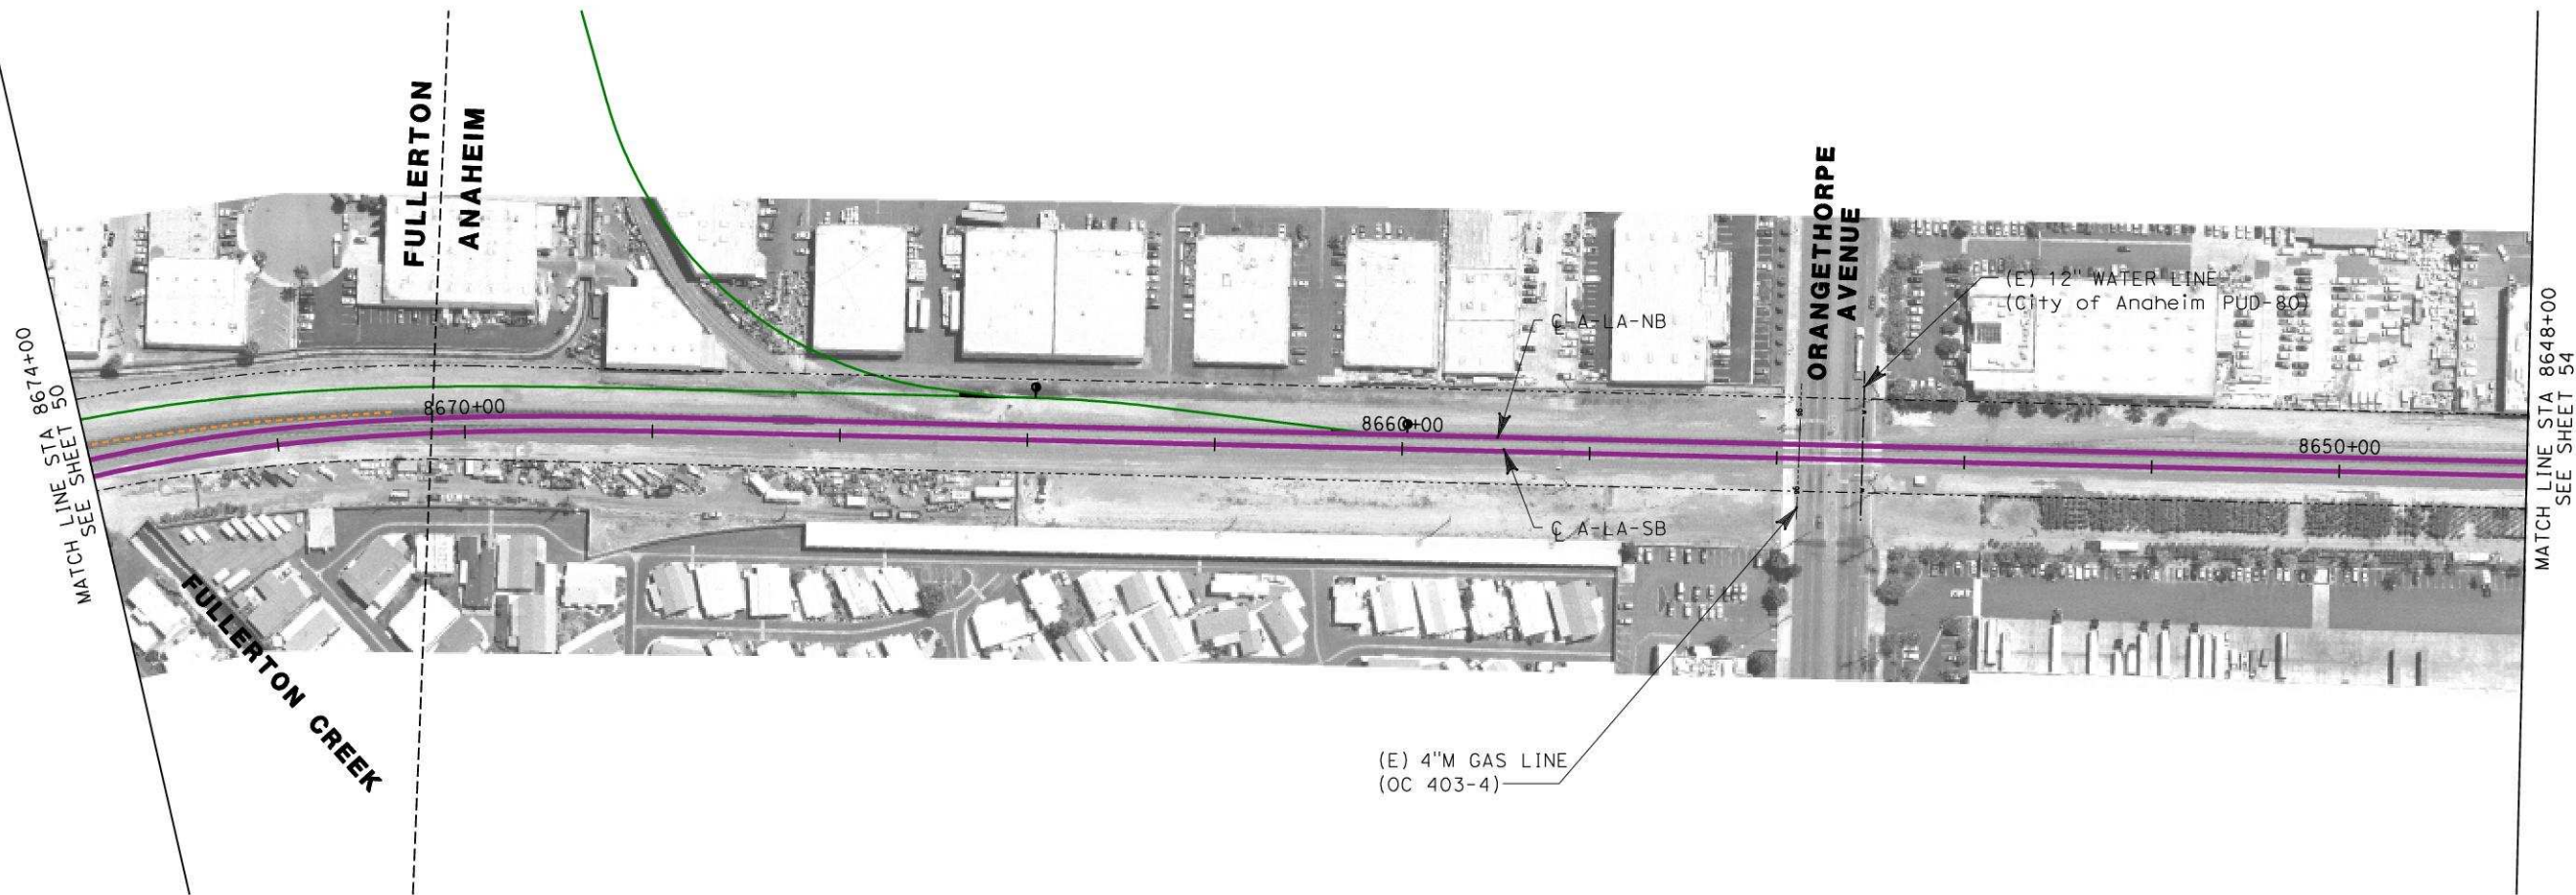 FULLERTON
ANAHEIM
ORANGETHORPE
AVENUE
(E) 12" WATER LINE
(City of Anaheim PUD-80)
MATCH LINE STA 8674+00
SEE SHEET 50
MATCH LINE STA 8648+00
SEE SHEET 54
℄ A-LA-NB
8670+00
8660+00
8650+00
℄ A-LA-SB
FULLERTON CREEK
(E) 4"M GAS LINE
(OC 403-4)